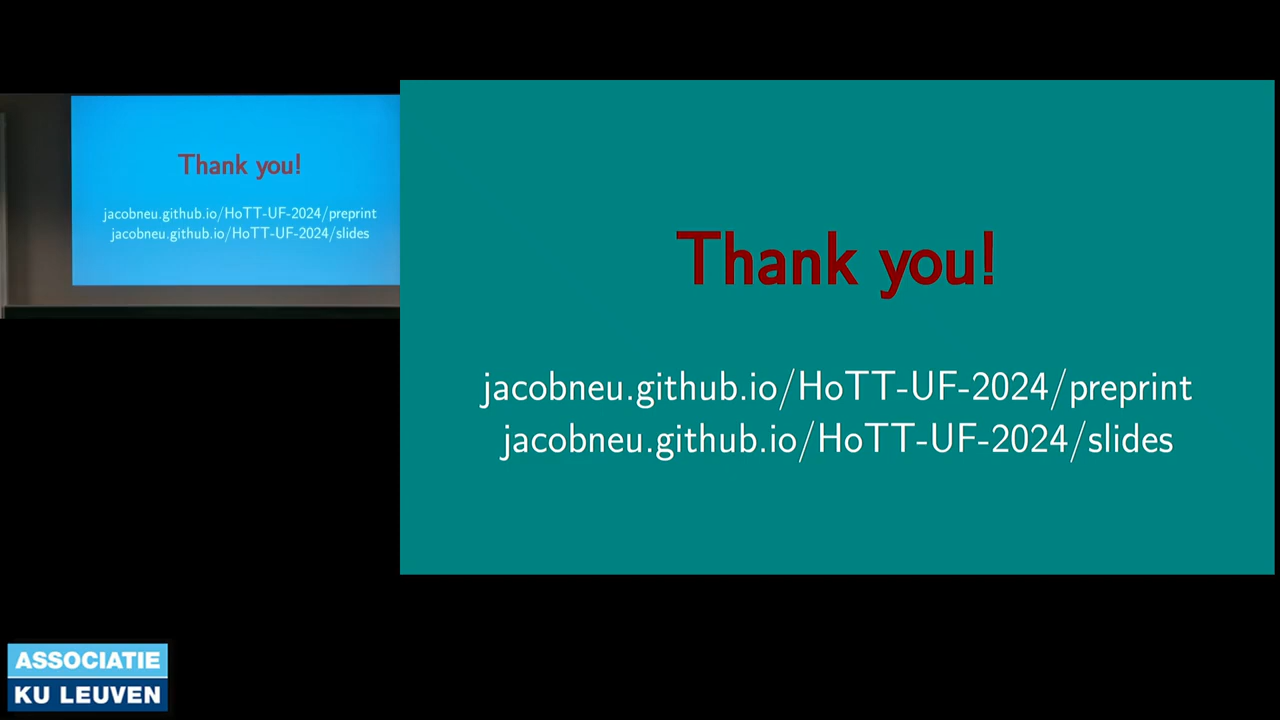 Thank you!
jacobneu.github.io/HoTT-UF-2024/preprint
jacobneu.github.io/HoTT-UF-2024/slides
Thank you!
jacobneu.github.io/HoTT-UF-2024/preprint
jacobneu.github.io/HoTT-UF-2024/slides
ASSOCIATIE
KU LEUVEN